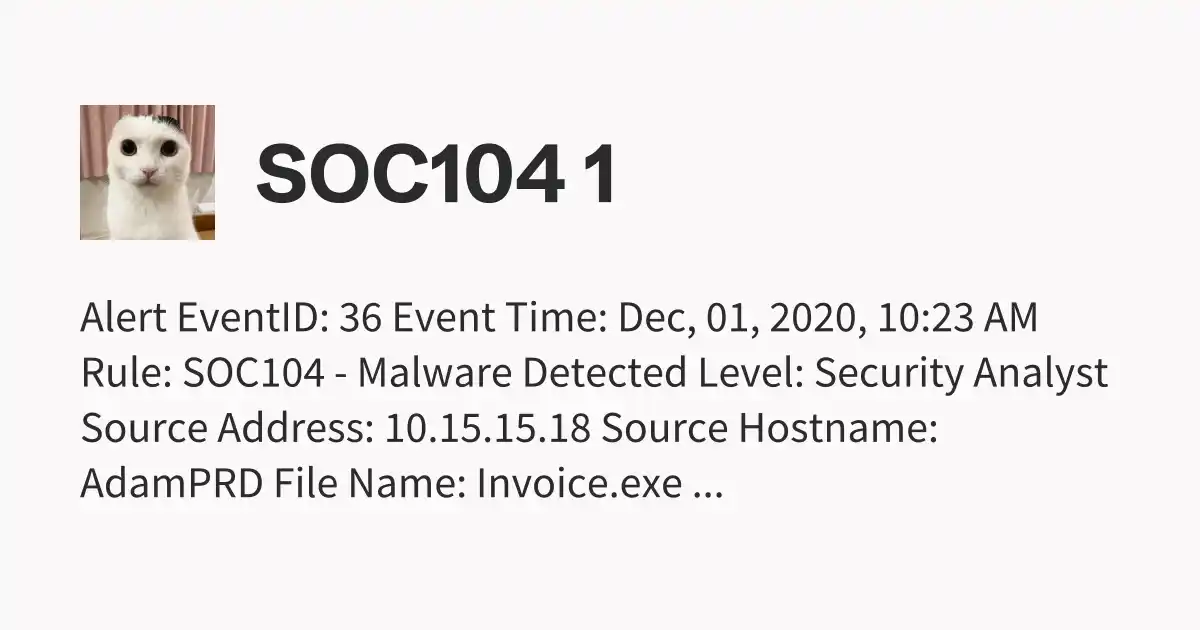 SOC104 1
Alert EventID: 36 Event Time: Dec, 01, 2020, 10:23 AM
Rule: SOC104 - Malware Detected Level: Security Analyst
Source Address: 10.15.15.18 Source Hostname:
AdamPRD File Name: Invoice.exe ...